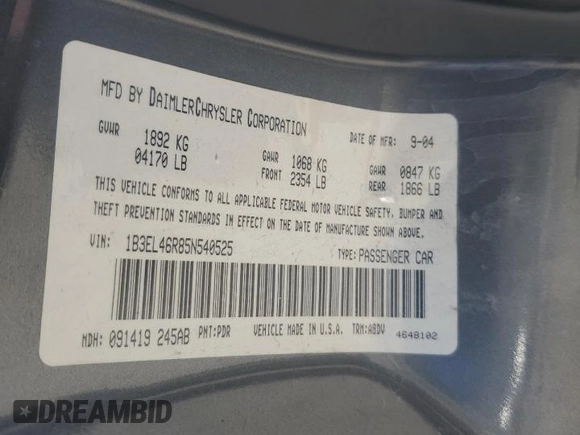 MFD BY DAIMLERCHRYSLER CORPORATION
DATE OF MFR: 9-04
GVWR 1892 KG 04170 LB
GAWR FRONT 1068 KG 2354 LB
GAWR REAR 0847 KG 1866 LB
THIS VEHICLE CONFORMS TO ALL APPLICABLE FEDERAL MOTOR VEHICLE SAFETY, BUMPER AND
THEFT PREVENTION STANDARDS IN EFFECT ON THE DATE OF MANUFACTURE SHOWN ABOVE.
VIN: 1B3EL46R85N540525 TYPE: PASSENGER CAR
MDH: 091419 245AB PNT: PDR VEHICLE MADE IN U.S.A. TRM: ABDV 4648102
DREAMBID